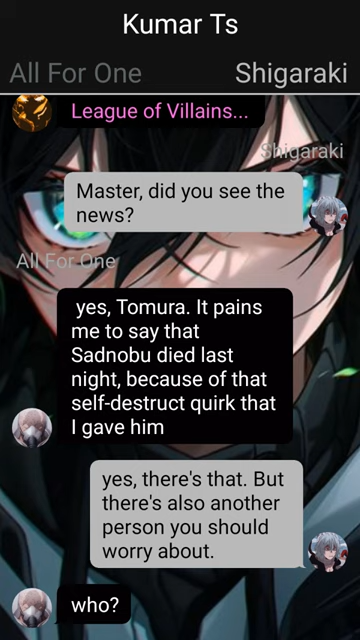 Kumar Ts
All For One
Shigaraki
League of Villains...
Shigaraki
Master, did you see the
news?
All For One
yes, Tomura. It pains
me to say that
Sadnobu died last
night, because of that
self-destruct quirk that
I gave him
yes, there's that. But
there's also another
person you should
worry about.
who?